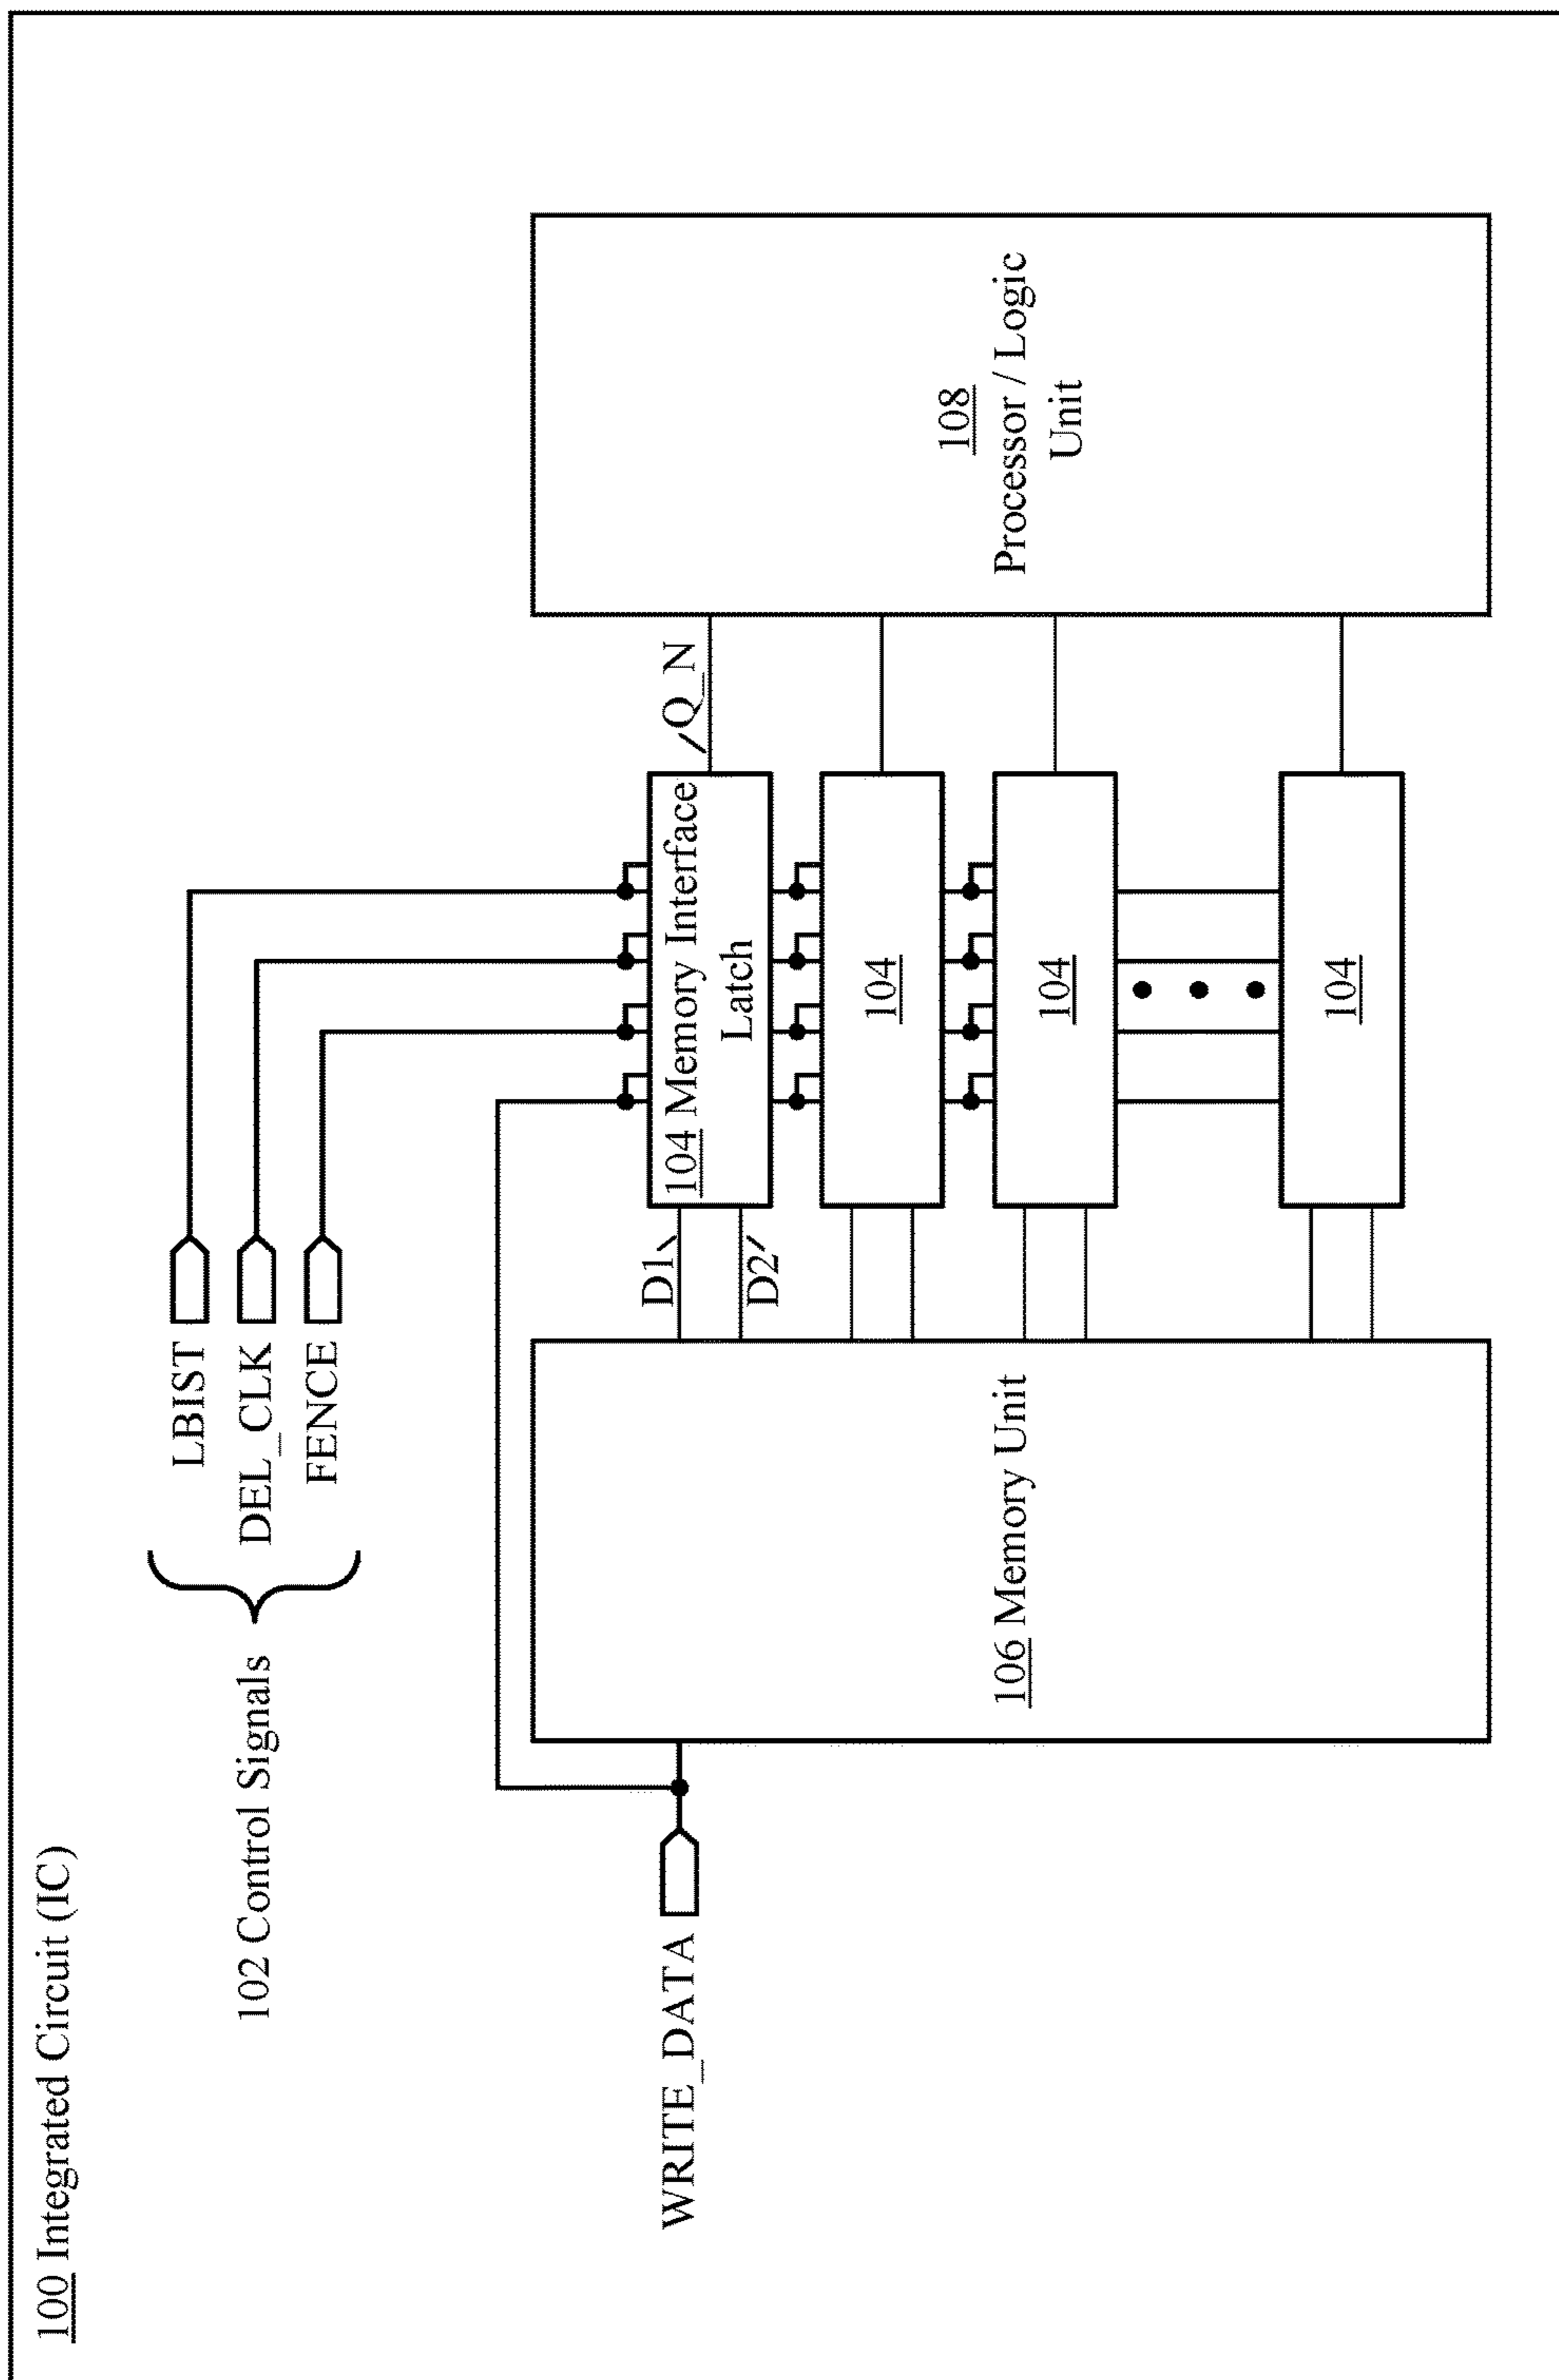 100 Integrated Circuit (IC)
102 Control Signals
LBIST
DEL_CLK
FENCE
WRITE_DATA
106 Memory Unit
D1
D2
104 Memory Interface
Latch
104
104
104
Q_N
108
Processor / Logic
Unit